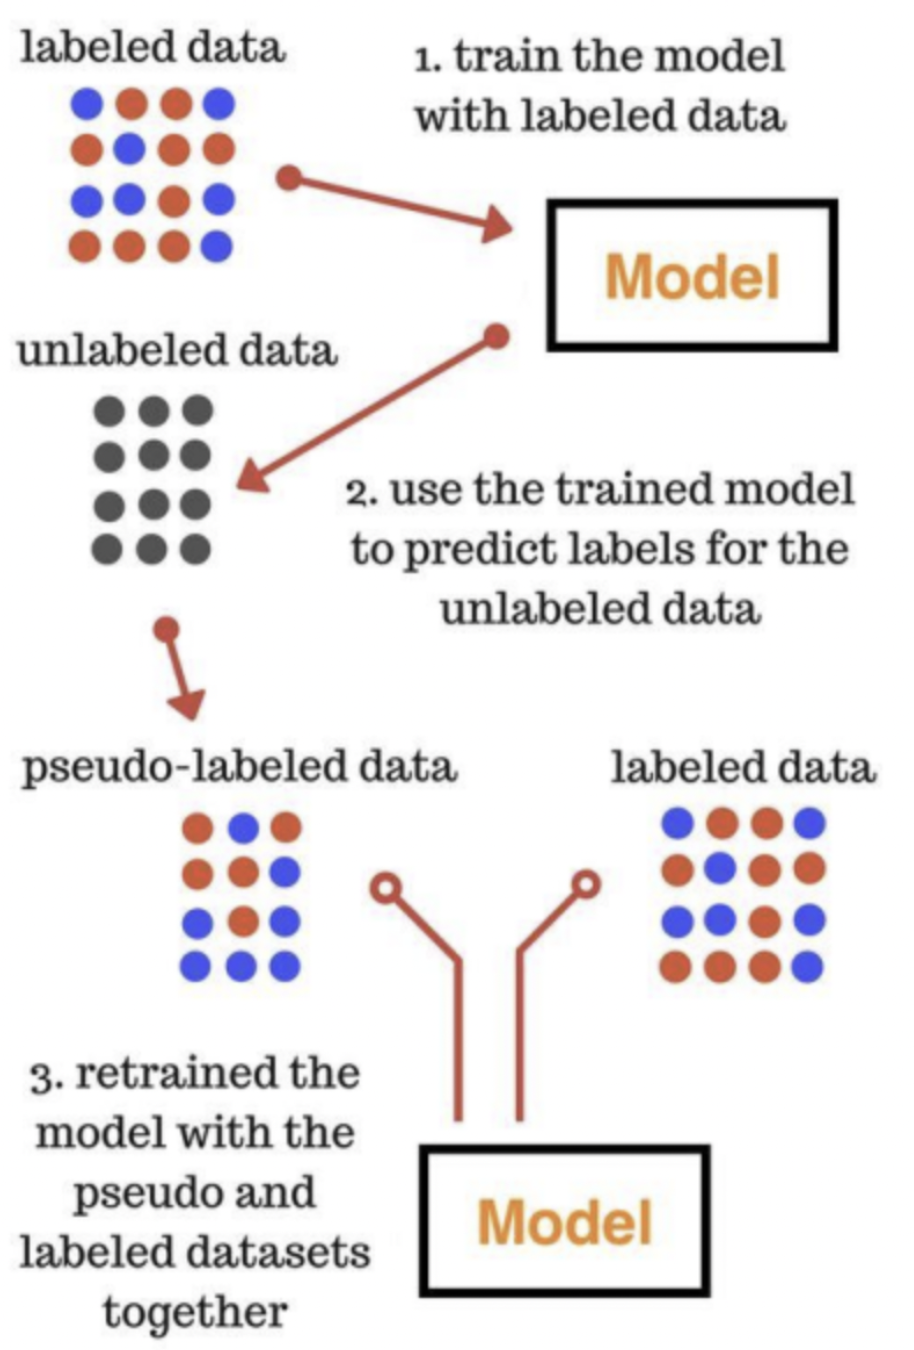 labeled data
1. train the model
with labeled data
Model
unlabeled data
2. use the trained model
to predict labels for the
unlabeled data
pseudo-labeled data
labeled data
3. retrained the
model with the
pseudo and
labeled datasets
together
Model